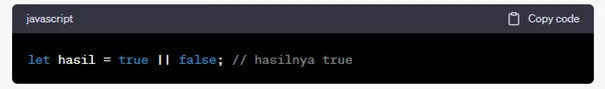 javascript
Copy code
let hasil = true || false; // hasilnya true